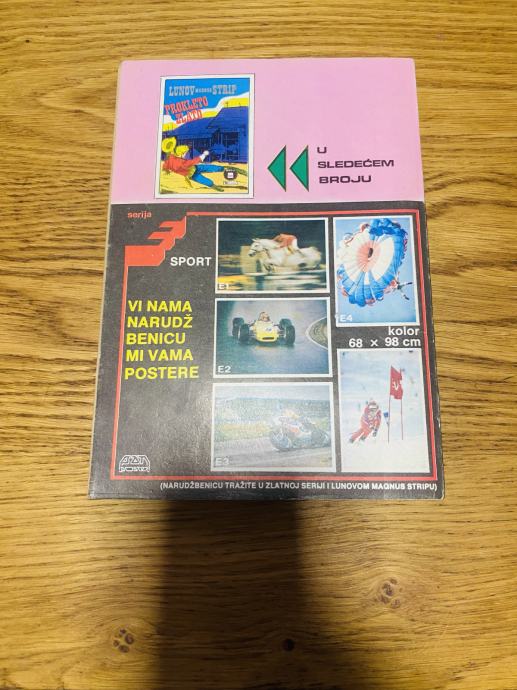 LUNOV MAGNUS STRIP
PROKLETO
ZLATO
U
SLEDEĆEM
BROJU
serija
SPORT
E1
E4
kolor
68 x 98 cm
VI NAMA
NARUDŽ
BENICU
MI VAMA
POSTERE
E2
E3
(NARUDŽBENICU TRAŽITE U ZLATNOJ SERIJI I LUNOVOM MAGNUS STRIPU)